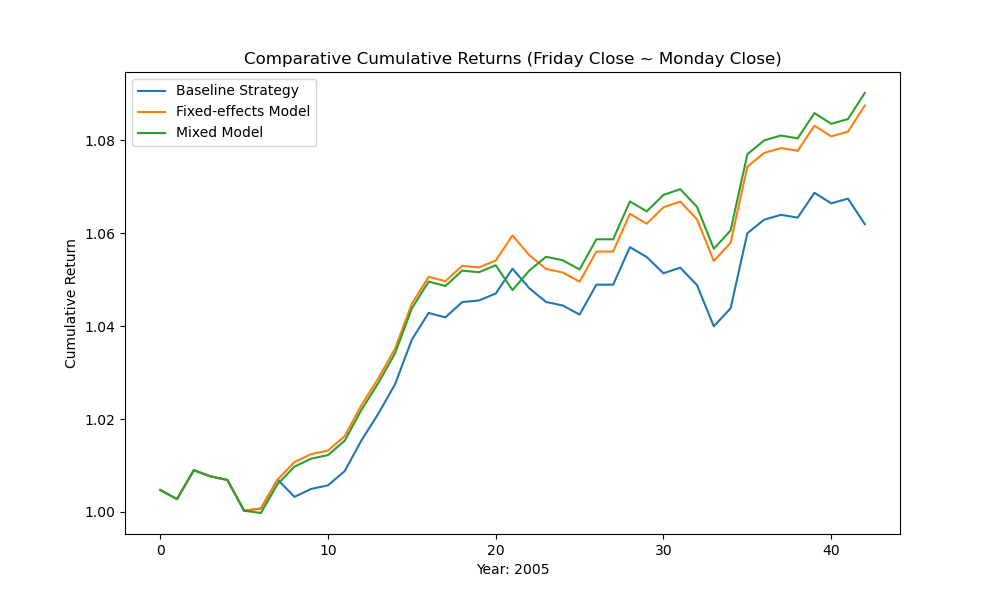 Comparative Cumulative Returns (Friday Close ~ Monday Close)
Baseline Strategy
Fixed-effects Model
Mixed Model
Cumulative Return
1.08
1.06
1.04
1.02
1.00
0 10 20 30 40
Year: 2005